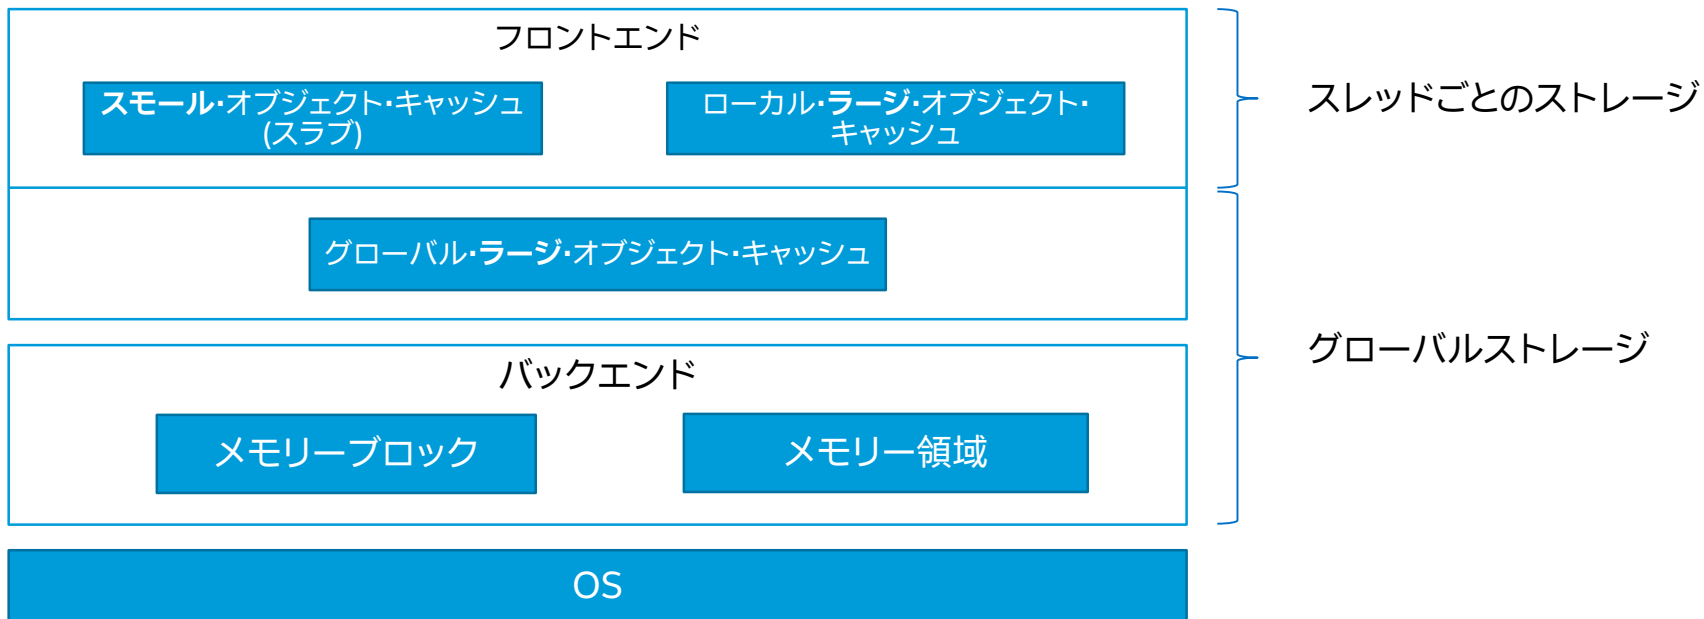 フロントエンド
スモール・オブジェクト・キャッシュ
(スラブ)
ローカル・ラージ・オブジェクト・
キャッシュ
スレッドごとのストレージ
グローバル・ラージ・オブジェクト・キャッシュ
グローバルストレージ
バックエンド
メモリーブロック
メモリー領域
OS